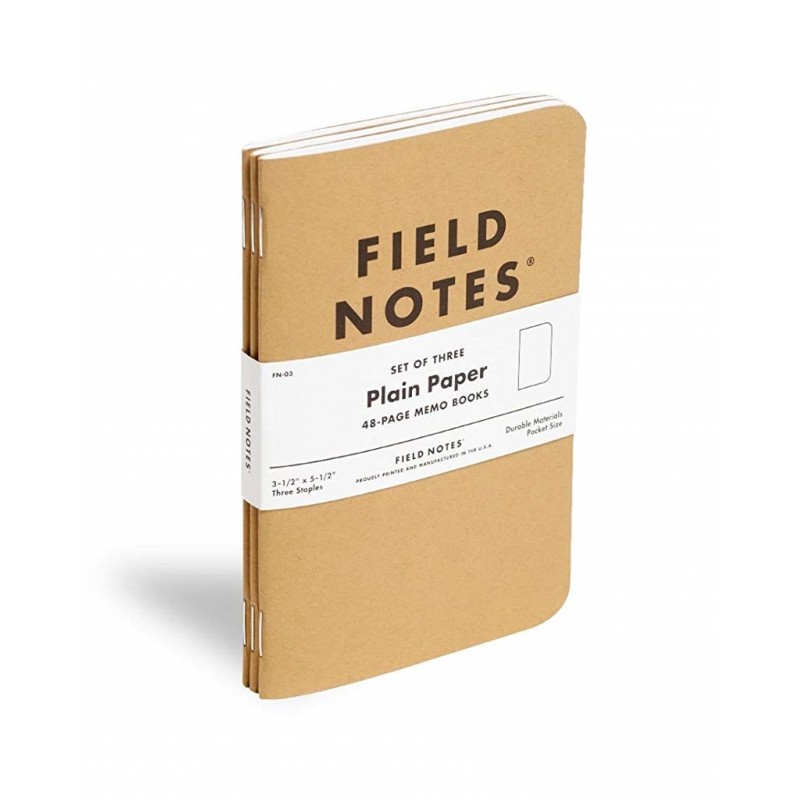 FIELD
NOTES®
FN-03
SET OF THREE
Plain Paper
48-PAGE MEMO BOOKS
Durable Materials
Pocket Size
FIELD NOTES®
PROUDLY PRINTED AND MANUFACTURED IN THE U.S.A.
3-1/2" x 5-1/2"
Three Staples
FIELD NOTES®